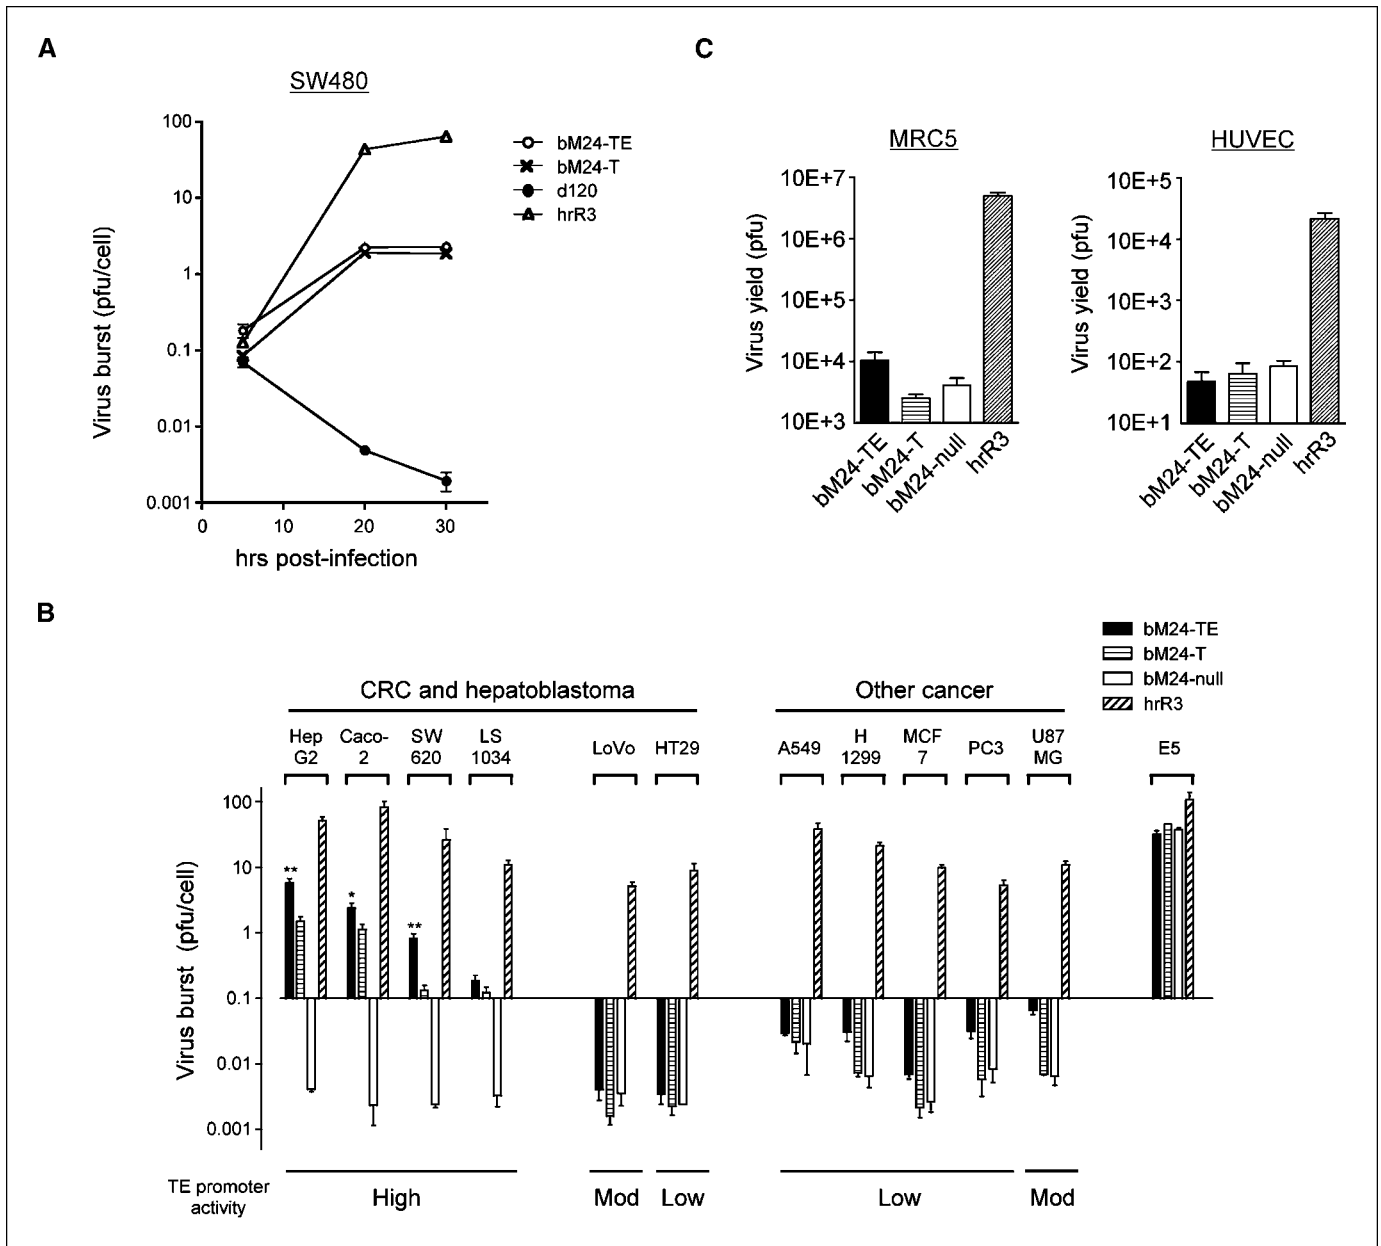 A
SW480
100
10
1
0.1
0.01
0.001
0
10
20
30
Virus burst (pfu/cell)
hrs post-infection
bM24-TE
bM24-T
d120
hrR3
C
MRC5
10E+7
10E+6
10E+5
10E+4
10E+3
Virus yield (pfu)
bM24-TE
bM24-T
bM24-null
hrR3
HUVEC
10E+5
10E+4
10E+3
10E+2
10E+1
Virus yield (pfu)
bM24-TE
bM24-T
bM24-null
hrR3
B
bM24-TE
bM24-T
bM24-null
hrR3
CRC and hepatoblastoma
Other cancer
Hep
G2
Caco-
2
SW
620
LS
1034
LoVo
HT29
A549
H
1299
MCF
7
PC3
U87
MG
E5
100
10
1
0.1
0.01
0.001
Virus burst (pfu/cell)
**
*
**
TE promoter
activity
High
Mod
Low
Low
Mod